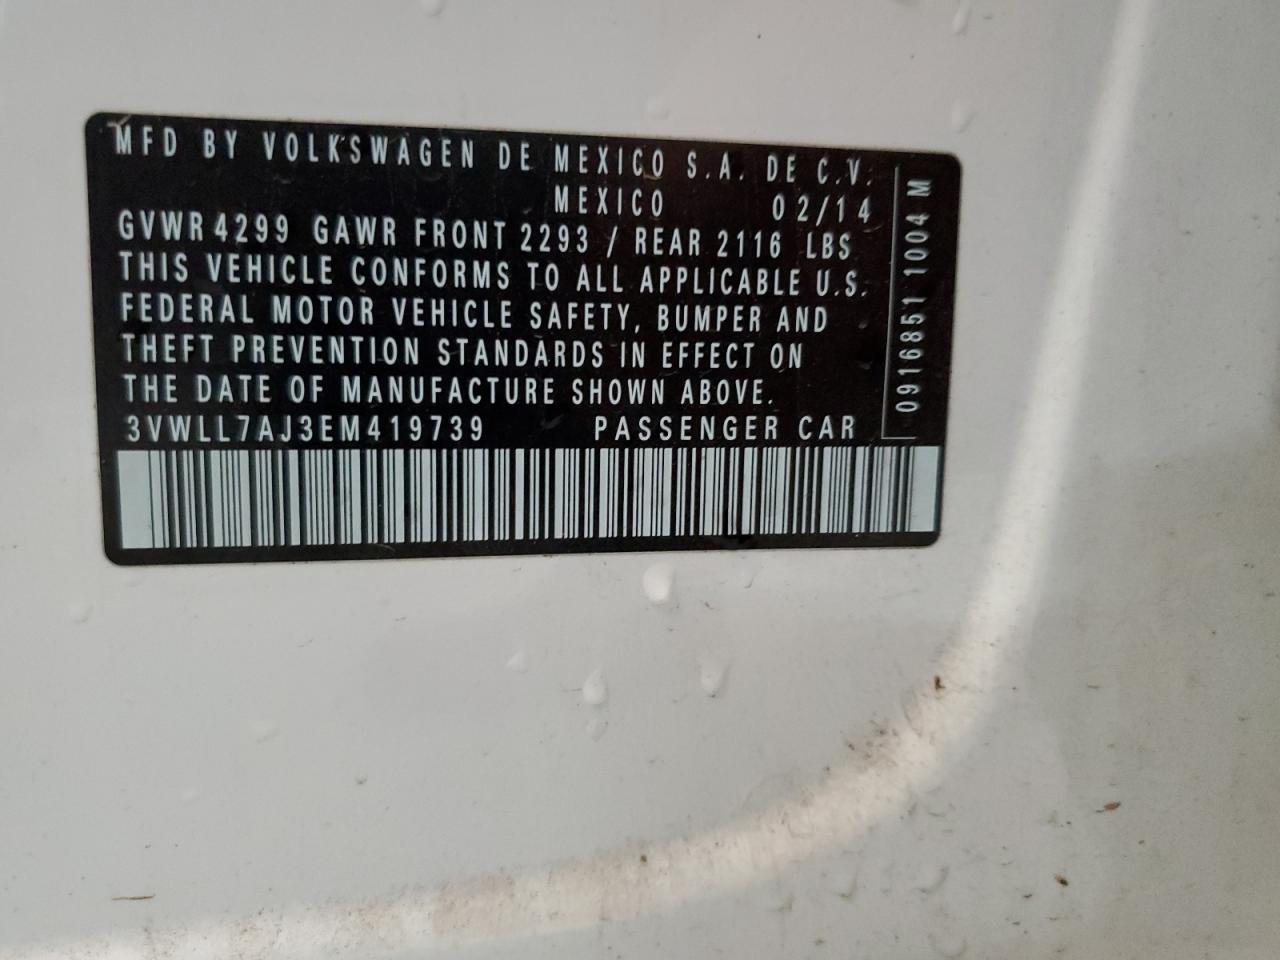 MFD BY VOLKSWAGEN DE MEXICO S.A. DE C.V.
MEXICO 02/14
GVWR 4299 GAWR FRONT 2293 / REAR 2116 LBS
THIS VEHICLE CONFORMS TO ALL APPLICABLE U.S.
FEDERAL MOTOR VEHICLE SAFETY, BUMPER AND
THEFT PREVENTION STANDARDS IN EFFECT ON
THE DATE OF MANUFACTURE SHOWN ABOVE.
3VWLL7AJ3EM419739 PASSENGER CAR
0916851 1004 M